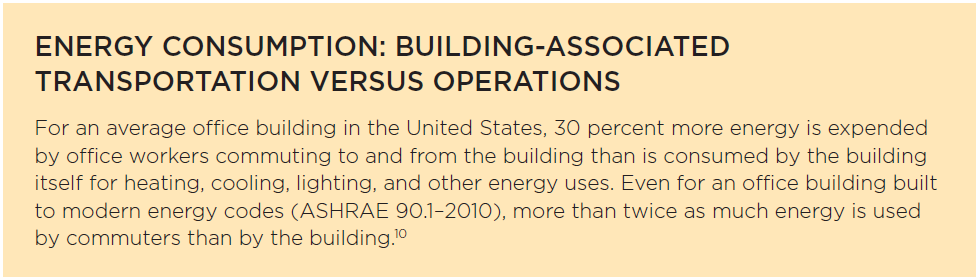 ENERGY CONSUMPTION: BUILDING-ASSOCIATED
TRANSPORTATION VERSUS OPERATIONS
For an average office building in the United States, 30 percent more energy is expended
by office workers commuting to and from the building than is consumed by the building
itself for heating, cooling, lighting, and other energy uses. Even for an office building built
to modern energy codes (ASHRAE 90.1–2010), more than twice as much energy is used
by commuters than by the building.¹⁰